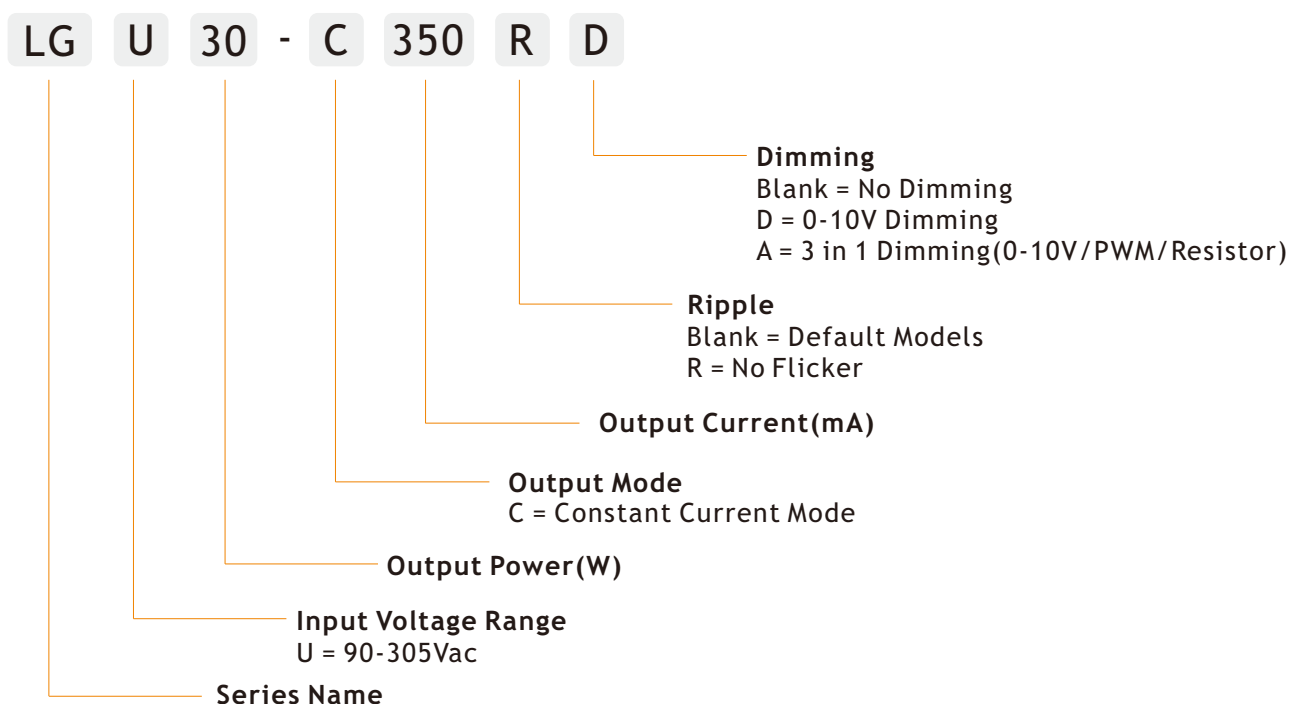 LG U 30 - C 350 R D
Dimming
Blank = No Dimming
D = 0-10V Dimming
A = 3 in 1 Dimming(0-10V/PWM/Resistor)
Ripple
Blank = Default Models
R = No Flicker
Output Current(mA)
Output Mode
C = Constant Current Mode
Output Power(W)
Input Voltage Range
U = 90-305Vac
Series Name